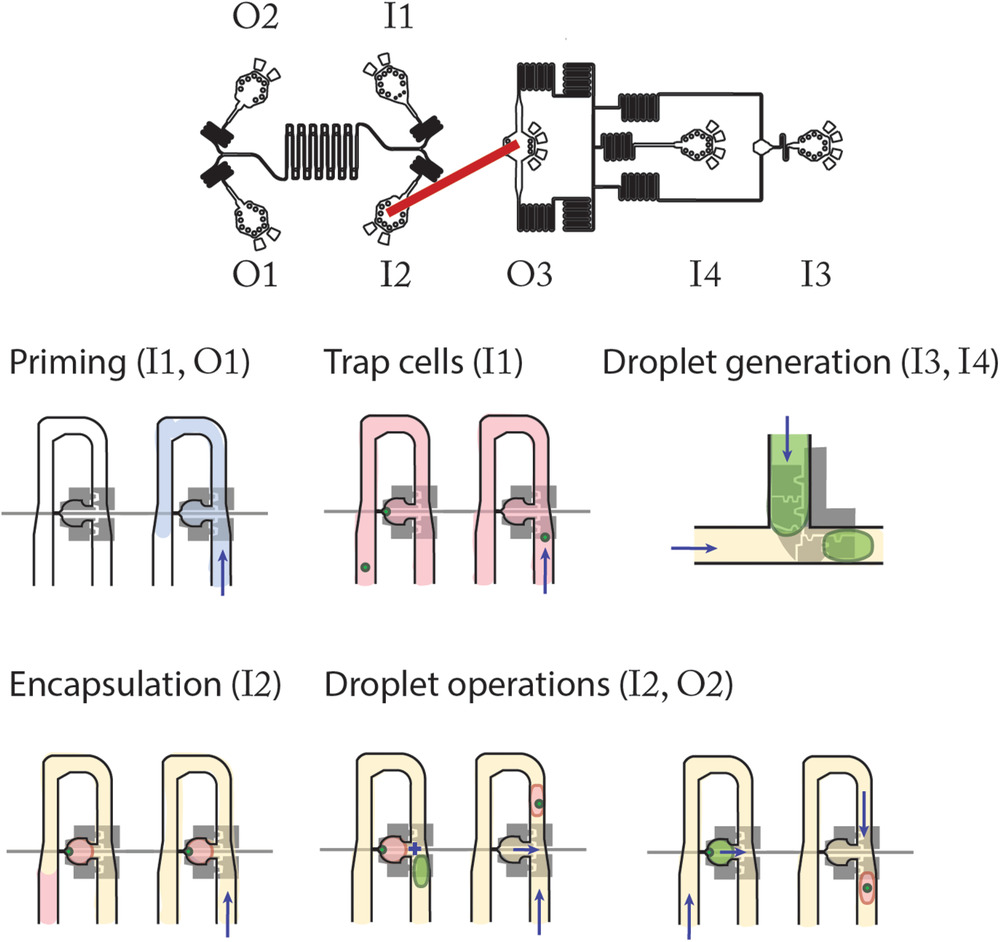 O2 I1
O1 I2 O3 I4 I3
Priming (I1, O1) Trap cells (I1) Droplet generation (I3, I4)
Encapsulation (I2) Droplet operations (I2, O2)